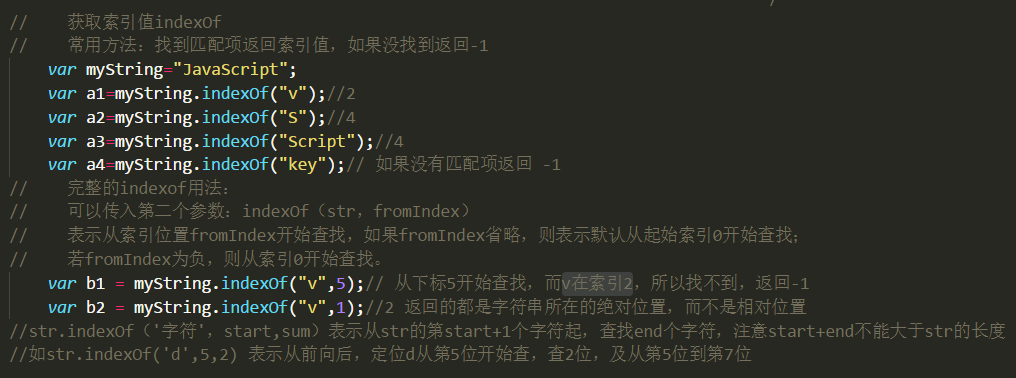 //    获取索引值indexOf
//    常用方法: 找到匹配项返回索引值，如果没找到返回-1
var myString="JavaScript";
var a1=myString.indexOf("v");//2
var a2=myString.indexOf("S");//4
var a3=myString.indexOf("Script");//4
var a4=myString.indexOf("key");// 如果没有匹配项返回 -1
//    完整的indexof用法:
//    可以传入第二个参数: indexOf（str，fromIndex）
//    表示从索引位置fromIndex开始查找，如果fromIndex省略，则表示默认从起始索引0开始查找;
//    若fromIndex为负，则从索引0开始查找。
var b1 = myString.indexOf("v",5);// 从下标5开始查找，而v在索引2，所以找不到，返回-1
var b2 = myString.indexOf("v",1);//2 返回的都是字符串所在的绝对位置，而不是相对位置
//str.indexOf（'字符'，start,sum）表示从str的第start+1个字符起，查找end个字符，注意start+end不能大于str的长度
//如str.indexOf('d',5,2) 表示从前向后，定位d从第5位开始查，查2位，及从第5位到第7位